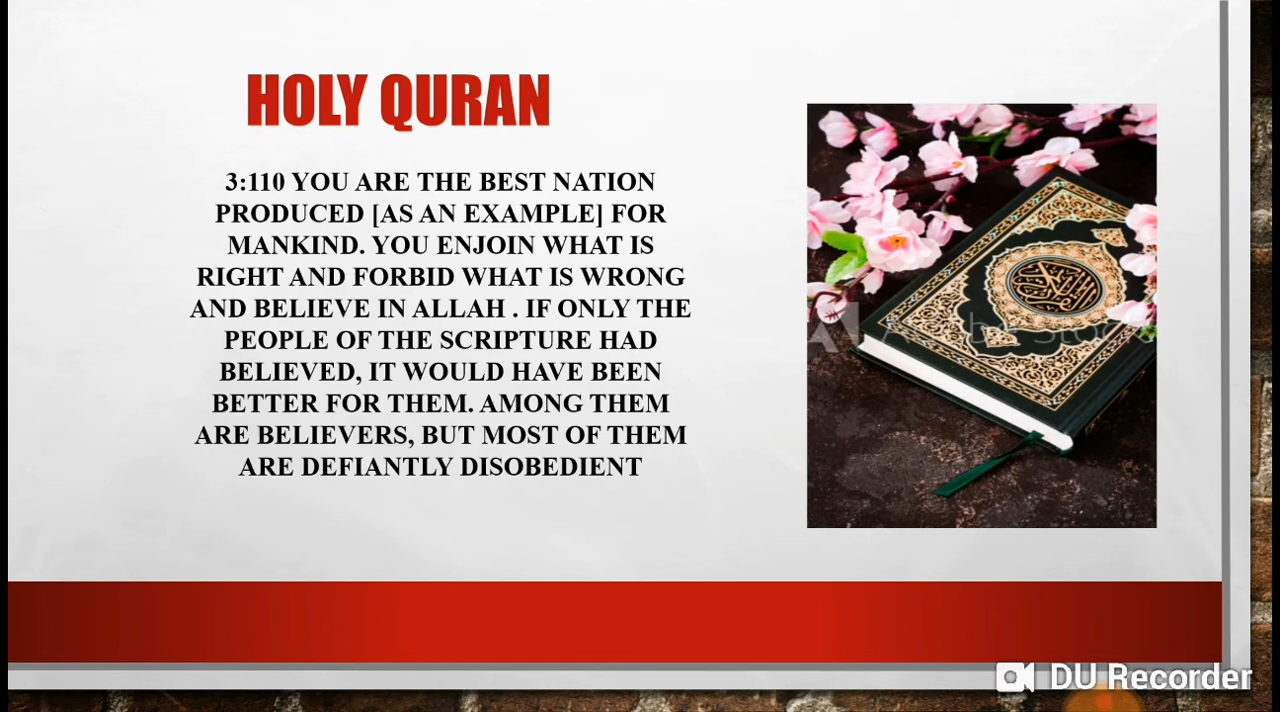 HOLY QURAN
3:110 YOU ARE THE BEST NATION
PRODUCED [AS AN EXAMPLE] FOR
MANKIND. YOU ENJOIN WHAT IS
RIGHT AND FORBID WHAT IS WRONG
AND BELIEVE IN ALLAH . IF ONLY THE
PEOPLE OF THE SCRIPTURE HAD
BELIEVED, IT WOULD HAVE BEEN
BETTER FOR THEM. AMONG THEM
ARE BELIEVERS, BUT MOST OF THEM
ARE DEFIANTLY DISOBEDIENT
DU Recorder